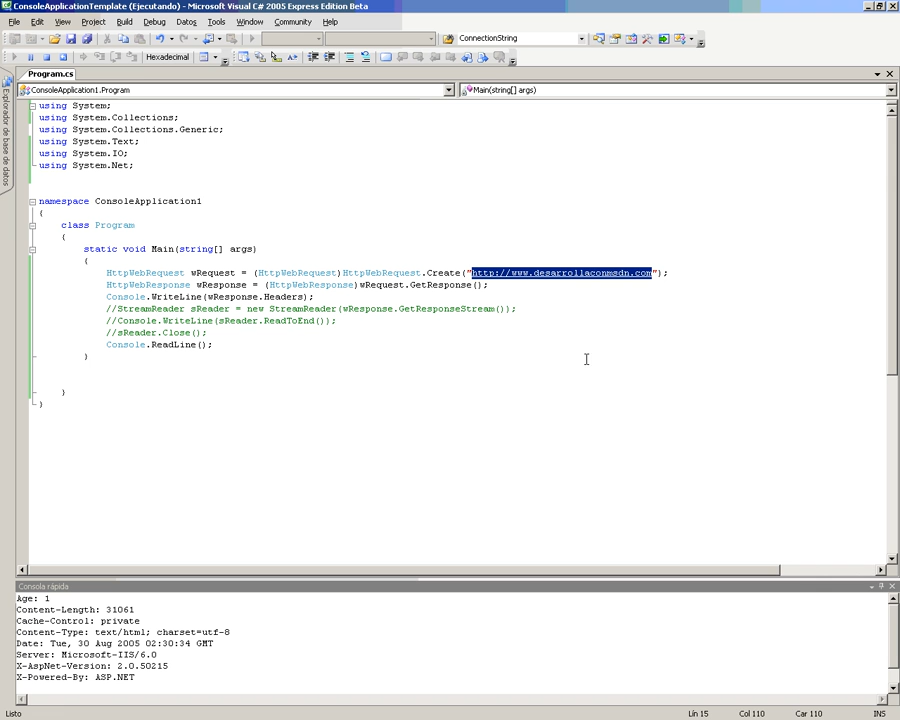 ConsoleApplicationTemplate (Ejecutando) - Microsoft Visual C# 2005 Express Edition Beta
File Edit View Project Build Debug Datos Tools Window Community Help
ConnectionString
Hexadecimal
Program.cs
ConsoleApplication1.Program Main(string[] args)
Explorador de base de datos
using System;
using System.Collections;
using System.Collections.Generic;
using System.Text;
using System.IO;
using System.Net;
namespace ConsoleApplication1
{
class Program
{
static void Main(string[] args)
{
HttpWebRequest wRequest = (HttpWebRequest)HttpWebRequest.Create("http://www.desarrollaconmsdn.com");
HttpWebResponse wResponse = (HttpWebResponse)wRequest.GetResponse();
Console.WriteLine(wResponse.Headers);
//StreamReader sReader = new StreamReader(wResponse.GetResponseStream());
//Console.WriteLine(sReader.ReadToEnd());
//sReader.Close();
Console.ReadLine();
}
}
}
Consola rápida
Age: 1
Content-Length: 31061
Cache-Control: private
Content-Type: text/html; charset=utf-8
Date: Tue, 30 Aug 2005 02:30:34 GMT
Server: Microsoft-IIS/6.0
X-AspNet-Version: 2.0.50215
X-Powered-By: ASP.NET
Listo Lín 15 Col 110 Car 110 INS